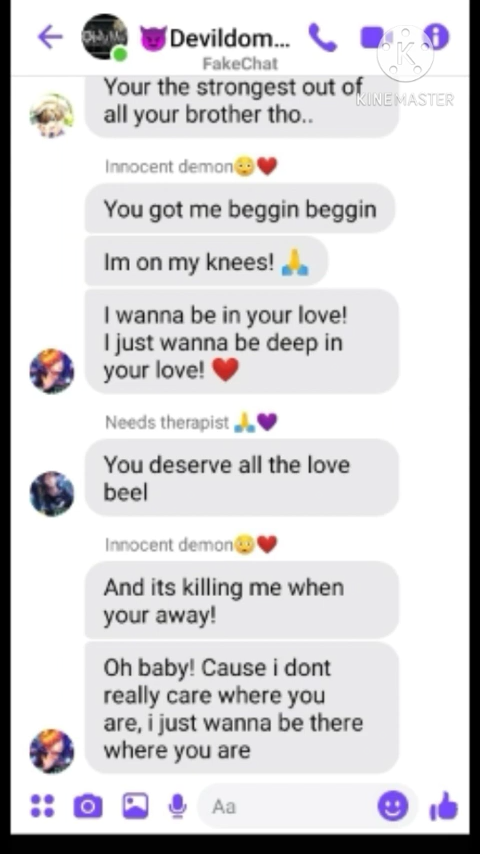 😈Devildom...
FakeChat
KINEMASTER
Your the strongest out of
all your brother tho..
Innocent demon😳❤️
You got me beggin beggin
Im on my knees! 🙏
I wanna be in your love!
I just wanna be deep in
your love! ❤️
Needs therapist 🙏💜
You deserve all the love
beel
Innocent demon😳❤️
And its killing me when
your away!
Oh baby! Cause i dont
really care where you
are, i just wanna be there
where you are
Aa